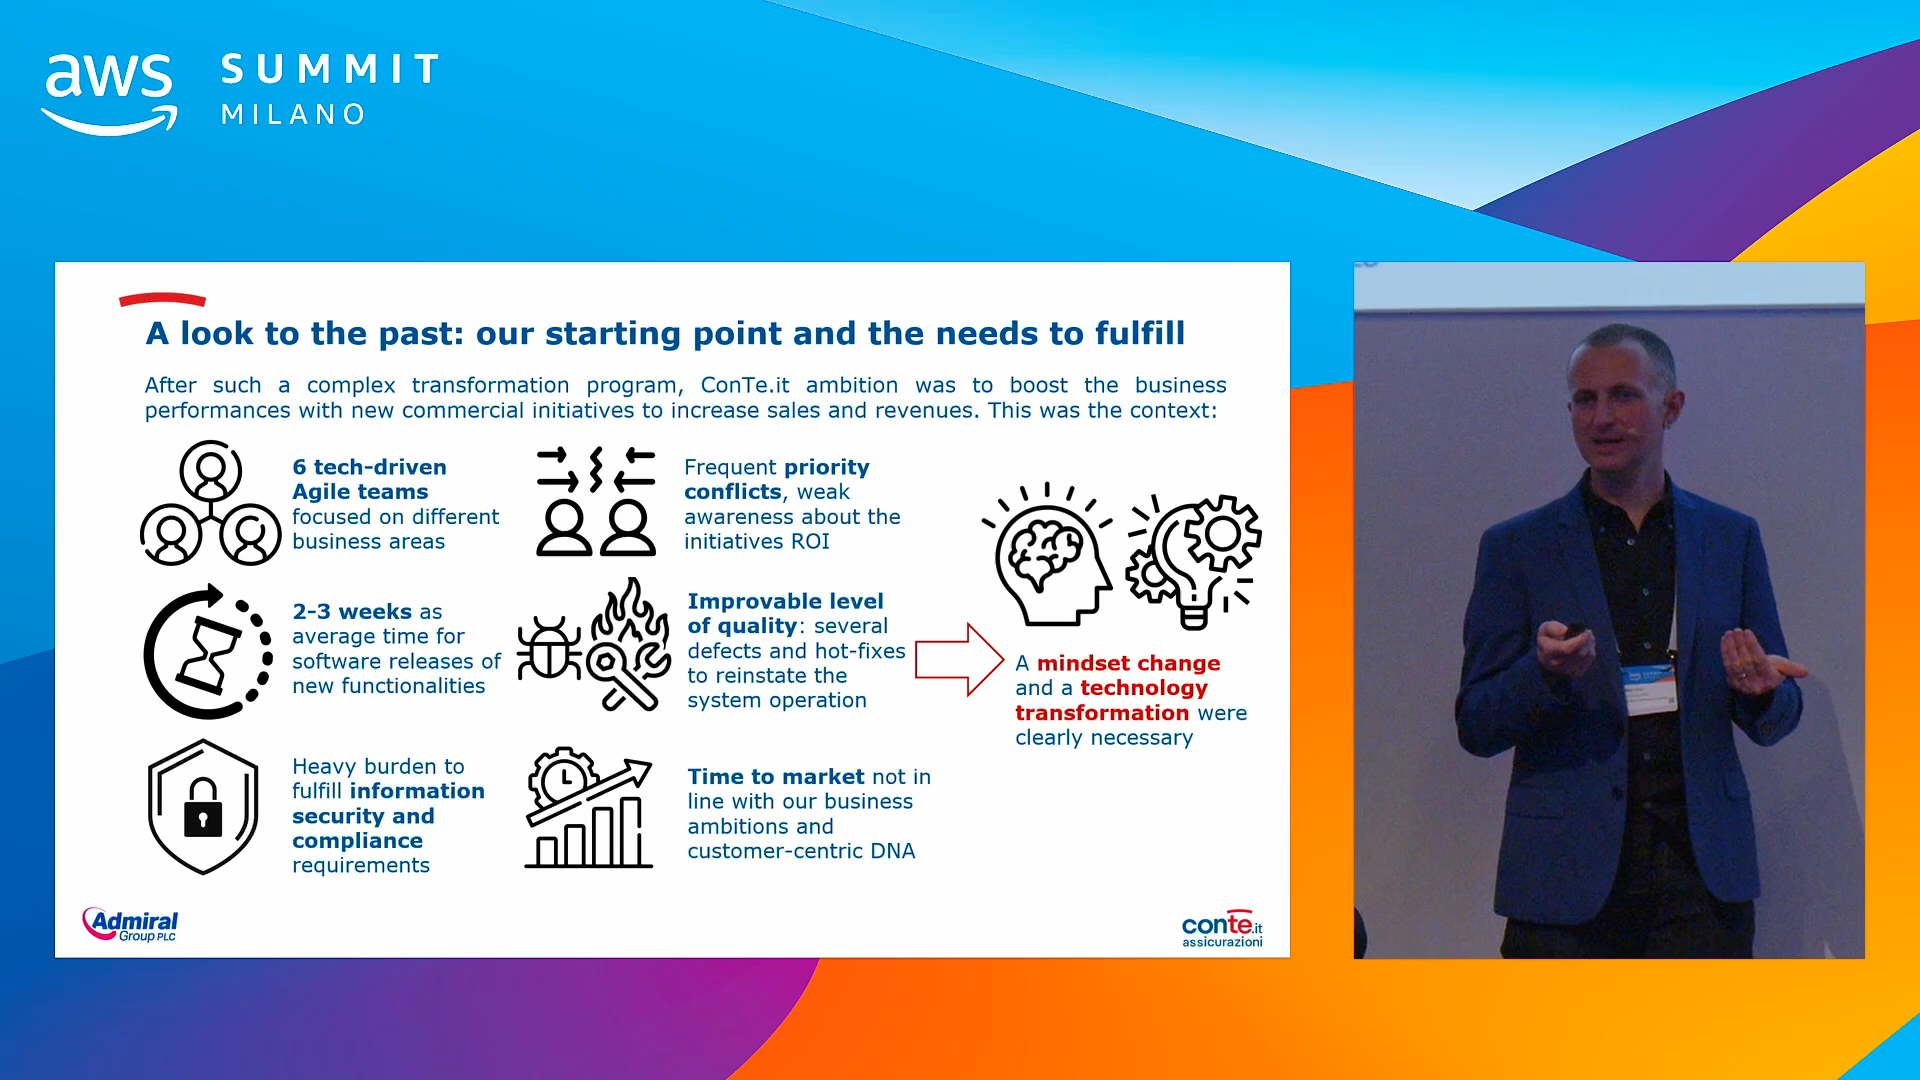 aws
SUMMIT
MILANO
A look to the past: our starting point and the needs to fulfill
After such a complex transformation program, ConTe.it ambition was to boost the business
performances with new commercial initiatives to increase sales and revenues. This was the context:
6 tech-driven
Agile teams
focused on different
business areas
Frequent priority
conflicts, weak
awareness about the
initiatives ROI
2-3 weeks as
average time for
software releases of
new functionalities
Improvable level
of quality: several
defects and hot-fixes
to reinstate the
system operation
A mindset change
and a technology
transformation were
clearly necessary
Heavy burden to
fulfill information
security and
compliance
requirements
Time to market not in
line with our business
ambitions and
customer-centric DNA
Admiral
Group PLC
conte.it
assicurazioni